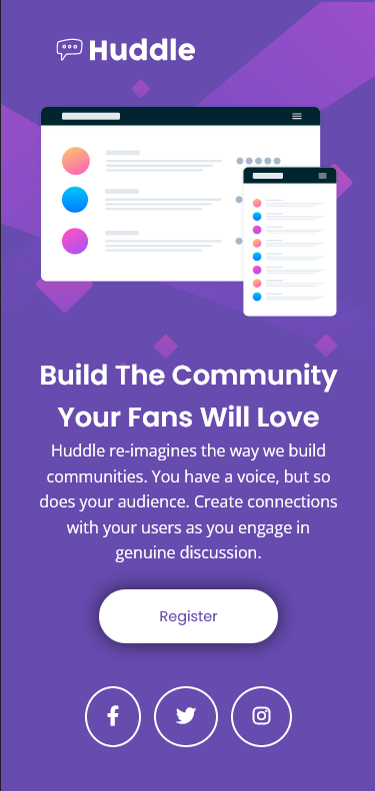 Huddle
Build The Community
Your Fans Will Love
Huddle re-imagines the way we build
communities. You have a voice, but so
does your audience. Create connections
with your users as you engage in
genuine discussion.
Register